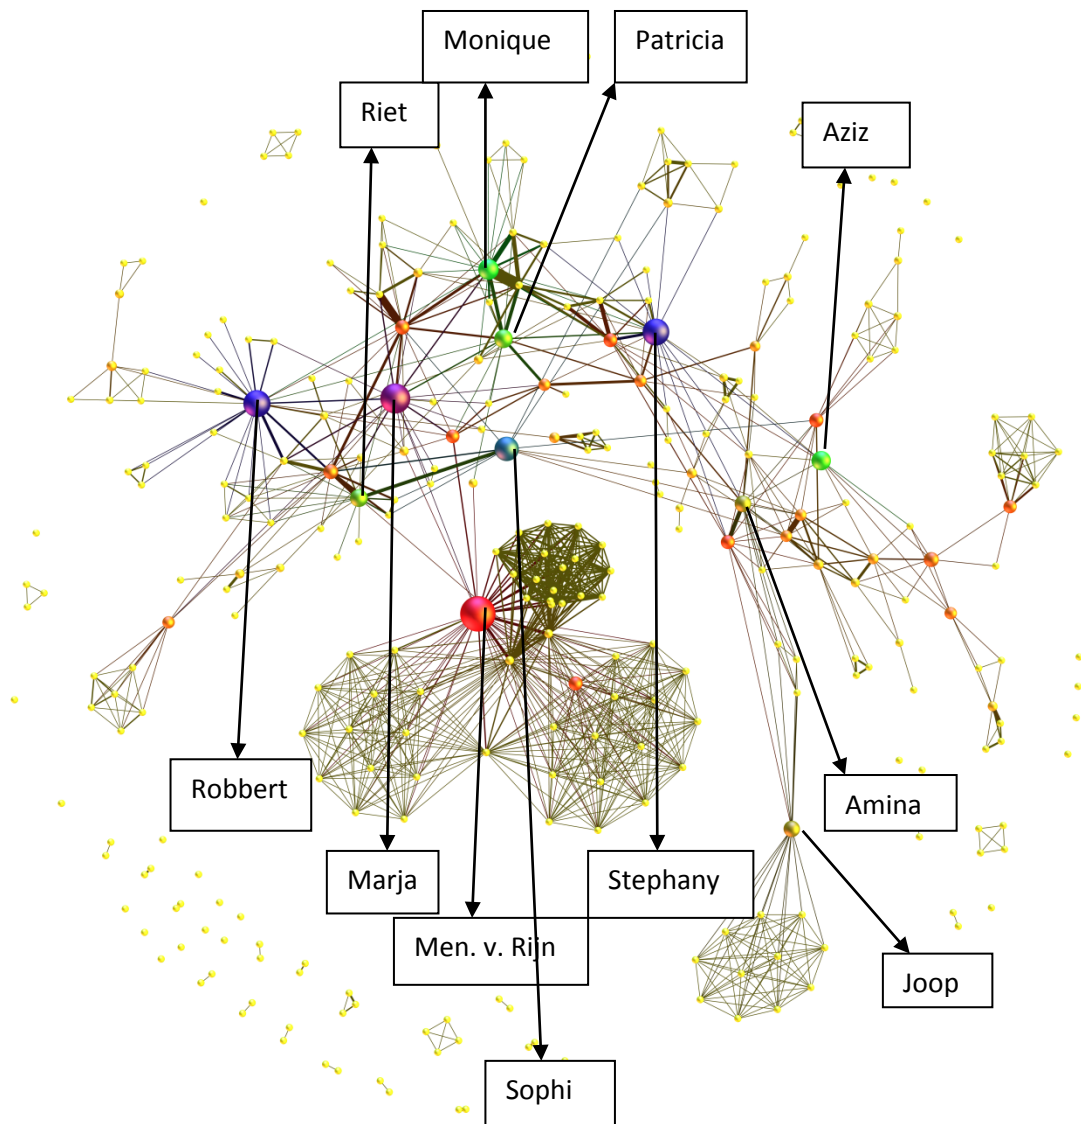 Monique
Patricia
Riet
Aziz
Robbert
Amina
Marja
Stephany
Men. v. Rijn
Joop
Sophi